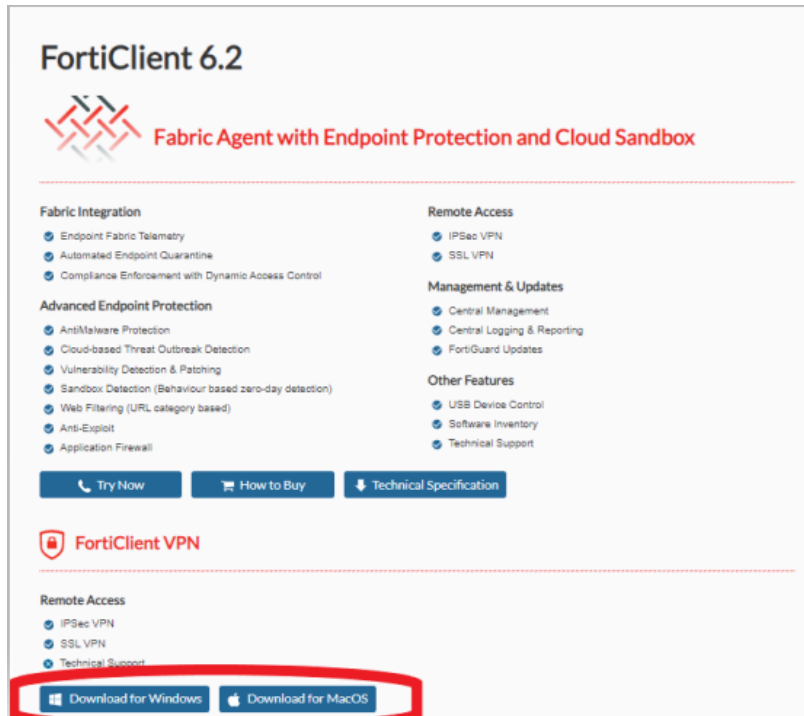 FortiClient 6.2
Fabric Agent with Endpoint Protection and Cloud Sandbox
Fabric Integration
Endpoint Fabric Telemetry
Automated Endpoint Quarantine
Compliance Enforcement with Dynamic Access Control
Advanced Endpoint Protection
AntiMalware Protection
Cloud-based Threat Outbreak Detection
Vulnerability Detection & Patching
Sandbox Detection (Behaviour based zero-day detection)
Web Filtering (URL category based)
Anti-Exploit
Application Firewall
Remote Access
IPSec VPN
SSL VPN
Management & Updates
Central Management
Central Logging & Reporting
FortiGuard Updates
Other Features
USB Device Control
Software Inventory
Technical Support
Try Now
How to Buy
Technical Specification
FortiClient VPN
Remote Access
IPSec VPN
SSL VPN
Technical Support
Download for Windows
Download for MacOS